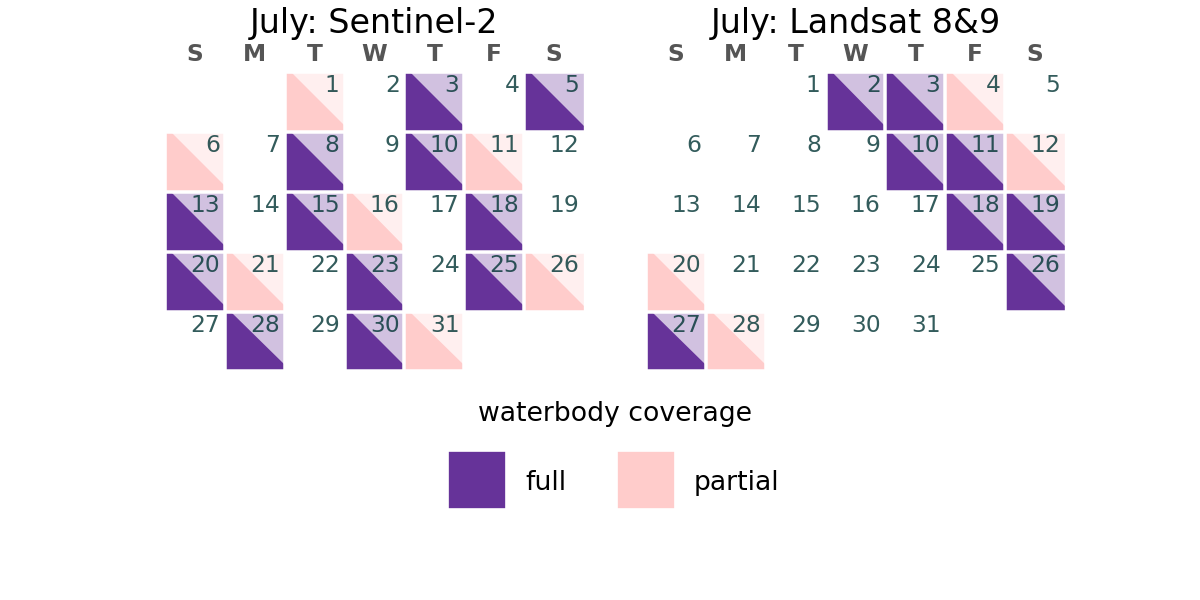 July: Sentinel-2
S M T W T F S
1 2 3 4 5
6 7 8 9 10 11 12
13 14 15 16 17 18 19
20 21 22 23 24 25 26
27 28 29 30 31
July: Landsat 8&9
S M T W T F S
1 2 3 4 5
6 7 8 9 10 11 12
13 14 15 16 17 18 19
20 21 22 23 24 25 26
27 28 29 30 31
waterbody coverage
full partial